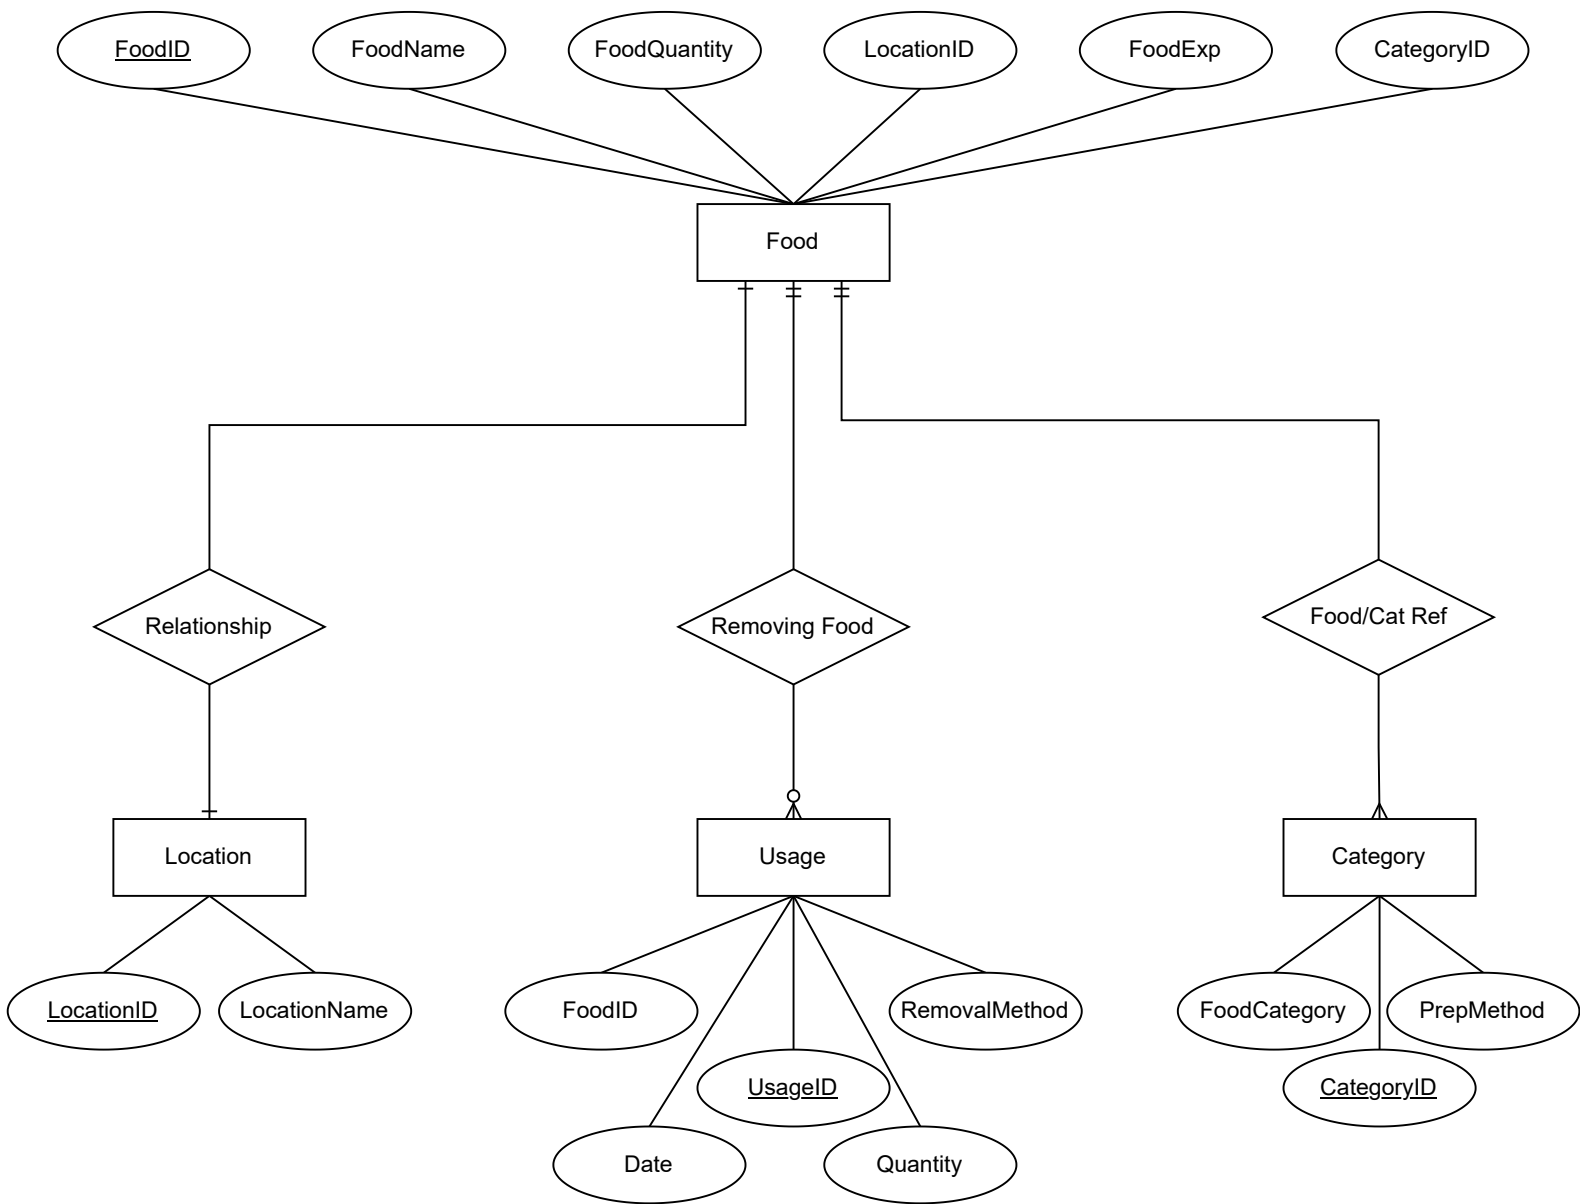 FoodID
FoodName
FoodQuantity
LocationID
FoodExp
CategoryID
Food
Relationship
Removing Food
Food/Cat Ref
Location
Usage
Category
LocationID
LocationName
FoodID
RemovalMethod
FoodCategory
PrepMethod
UsageID
CategoryID
Date
Quantity